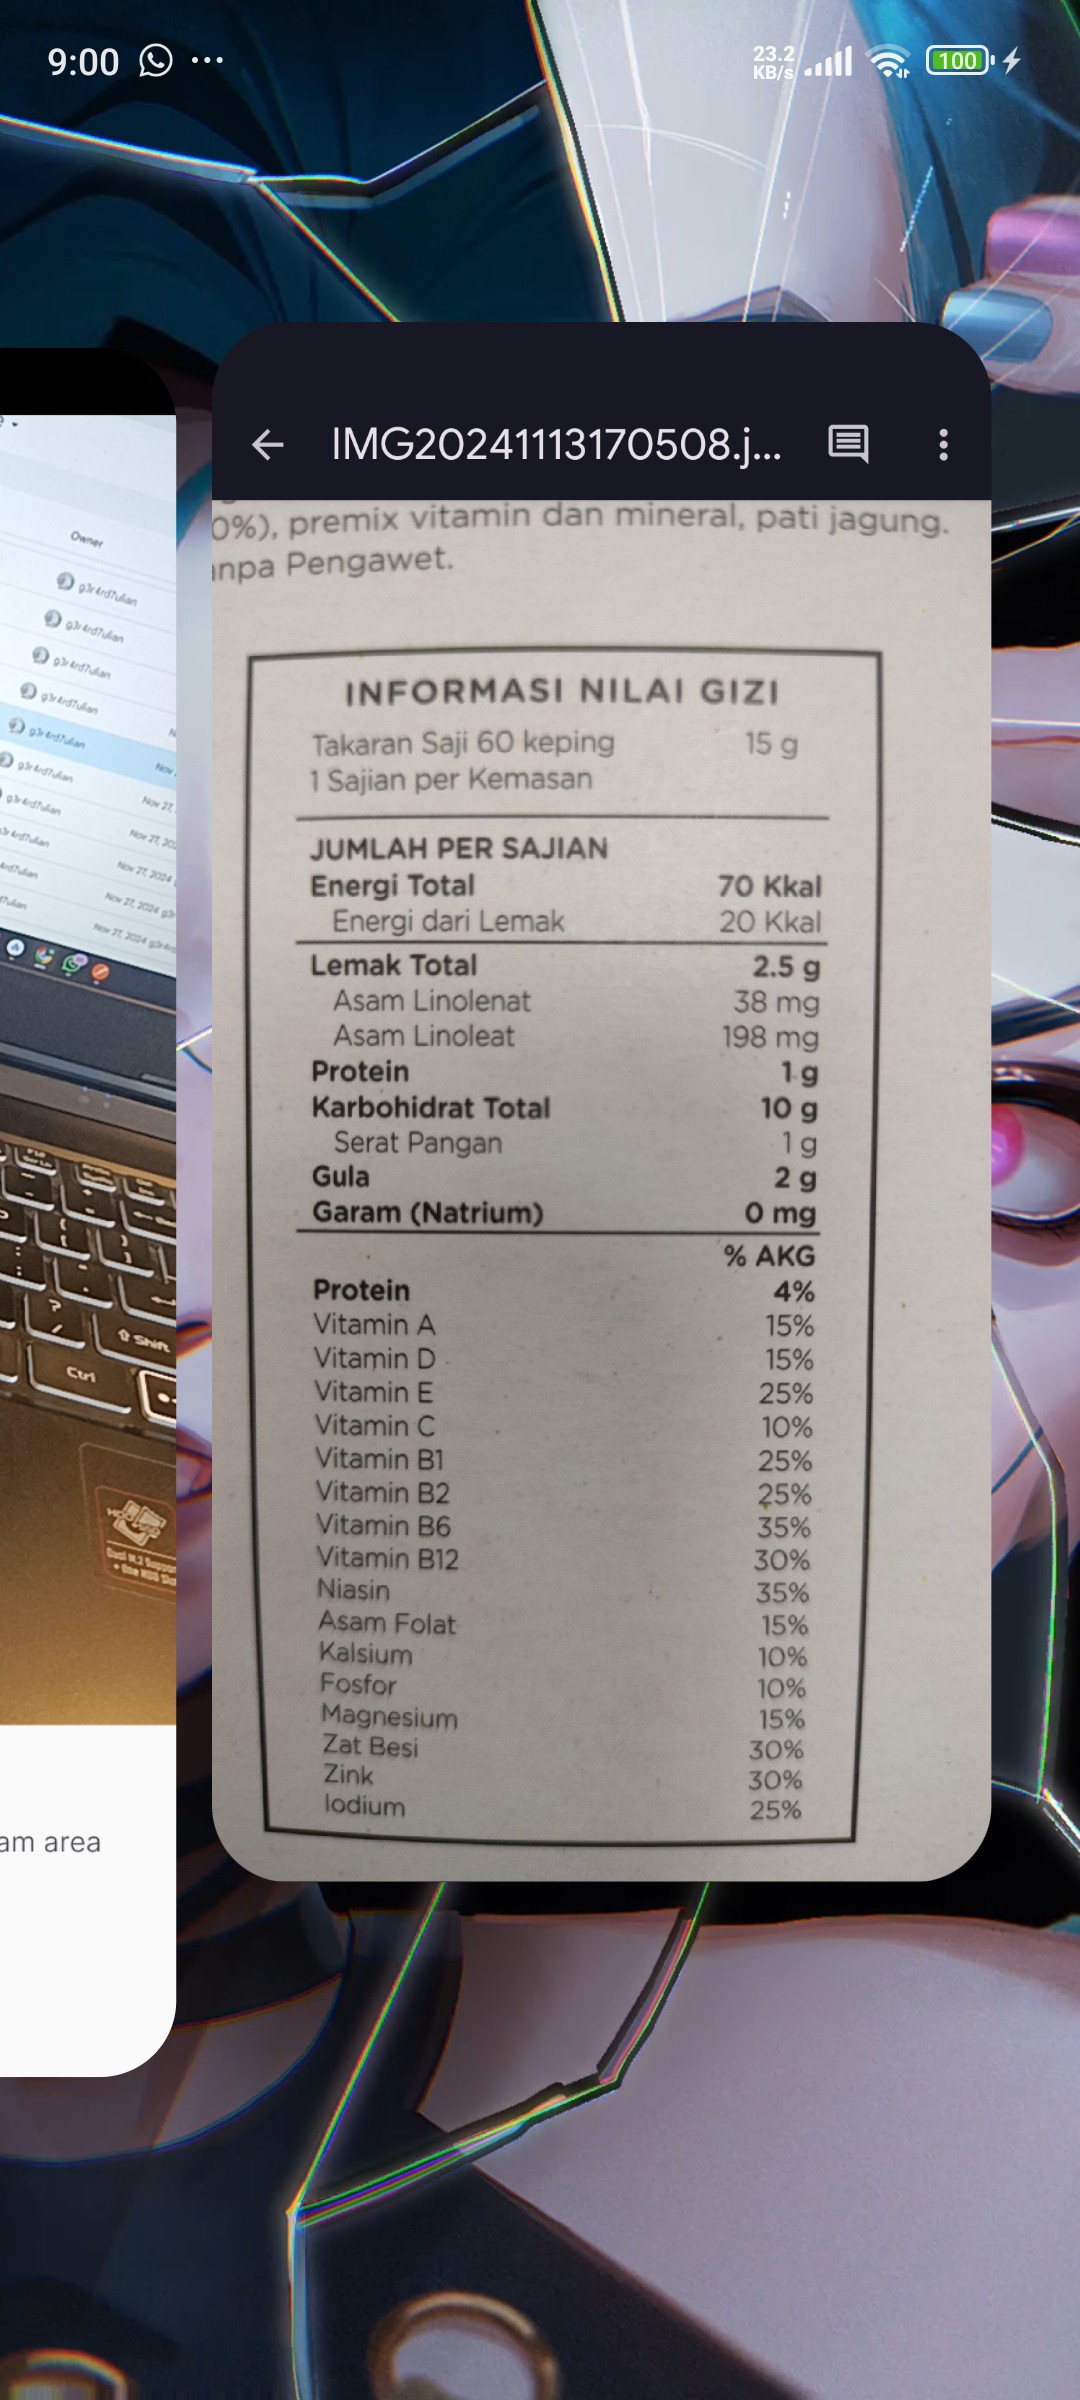 9:00
23.2
KB/s
100
IMG20241113170508.j...
0%), premix vitamin dan mineral, pati jagung.
npa Pengawet.
INFORMASI NILAI GIZI
Takaran Saji 60 keping 15 g
1 Sajian per Kemasan
JUMLAH PER SAJIAN
Energi Total 70 Kkal
Energi dari Lemak 20 Kkal
Lemak Total 2.5 g
Asam Linolenat 38 mg
Asam Linoleat 198 mg
Protein 1 g
Karbohidrat Total 10 g
Serat Pangan 1 g
Gula 2 g
Garam (Natrium) 0 mg
% AKG
Protein 4%
Vitamin A 15%
Vitamin D 15%
Vitamin E 25%
Vitamin C 10%
Vitamin B1 25%
Vitamin B2 25%
Vitamin B6 35%
Vitamin B12 30%
Niasin 35%
Asam Folat 15%
Kalsium 10%
Fosfor 10%
Magnesium 15%
Zat Besi 30%
Zink 30%
Iodium 25%
Owner
g3r4rd7ulian
g3r4rd7ulian
g3r4rd7ulian
g3r4rd7ulian
g3r4rd7ulian
g3r4rd7ulian Nov 27,
g3r4rd7ulian Nov 27, 202
Nov 27, 2024
Nov 27, 2024
Nov 27, 2024
Shift
Ctrl
am area